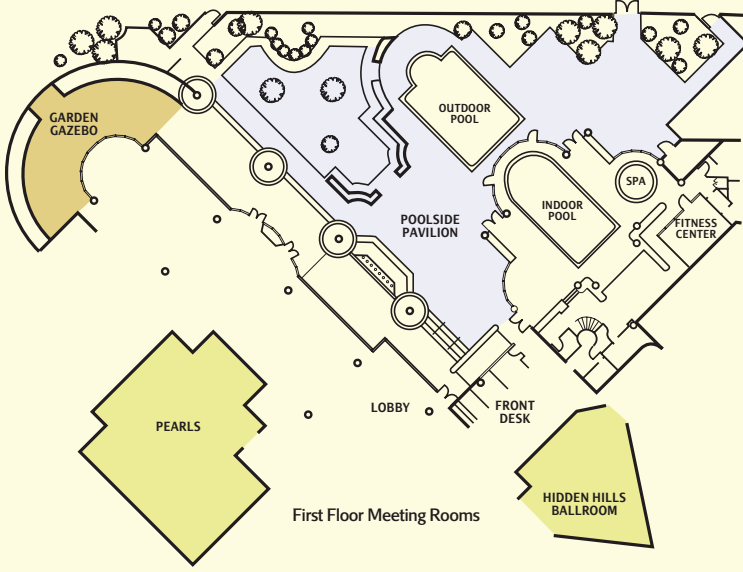 GARDEN
GAZEBO
OUTDOOR
POOL
SPA
INDOOR
POOL
POOLSIDE
PAVILION
FITNESS
CENTER
LOBBY
FRONT
DESK
PEARLS
HIDDEN HILLS
BALLROOM
First Floor Meeting Rooms